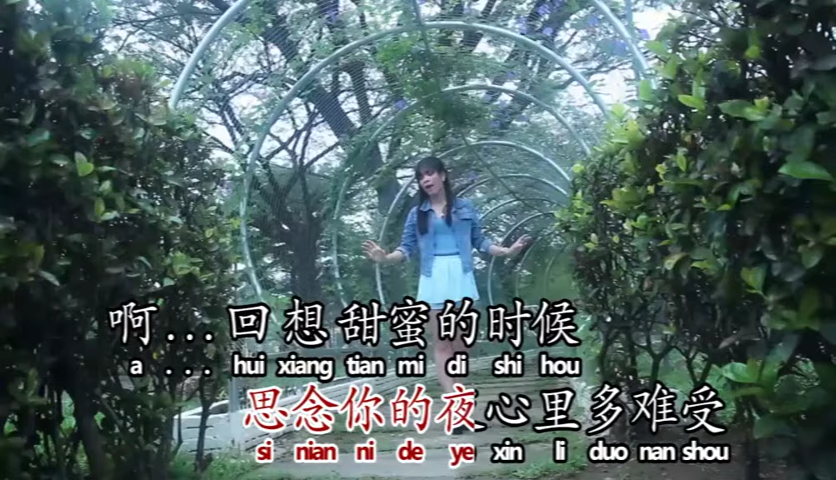 啊...回想甜蜜的时候
a ... hui xiang tian mi di shi hou
思念你的夜心里多难受
si nian ni de ye xin li duo nan shou